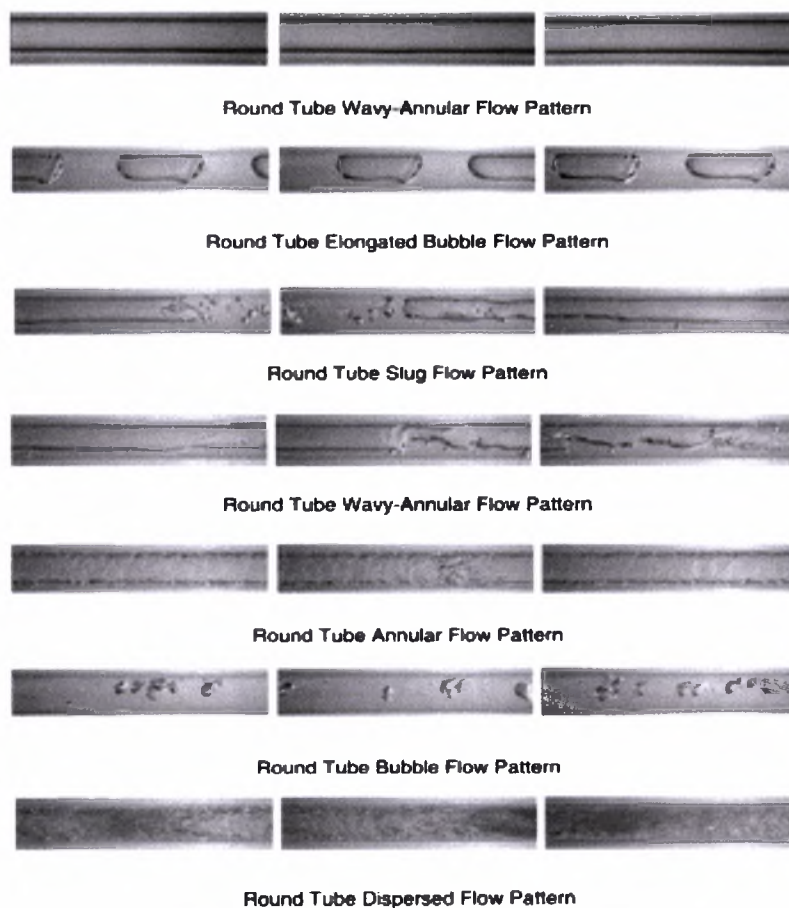 Round Tube Wavy-Annular Flow Pattern
Round Tube Elongated Bubble Flow Pattern
Round Tube Slug Flow Pattern
Round Tube Wavy-Annular Flow Pattern
Round Tube Annular Flow Pattern
Round Tube Bubble Flow Pattern
Round Tube Dispersed Flow Pattern